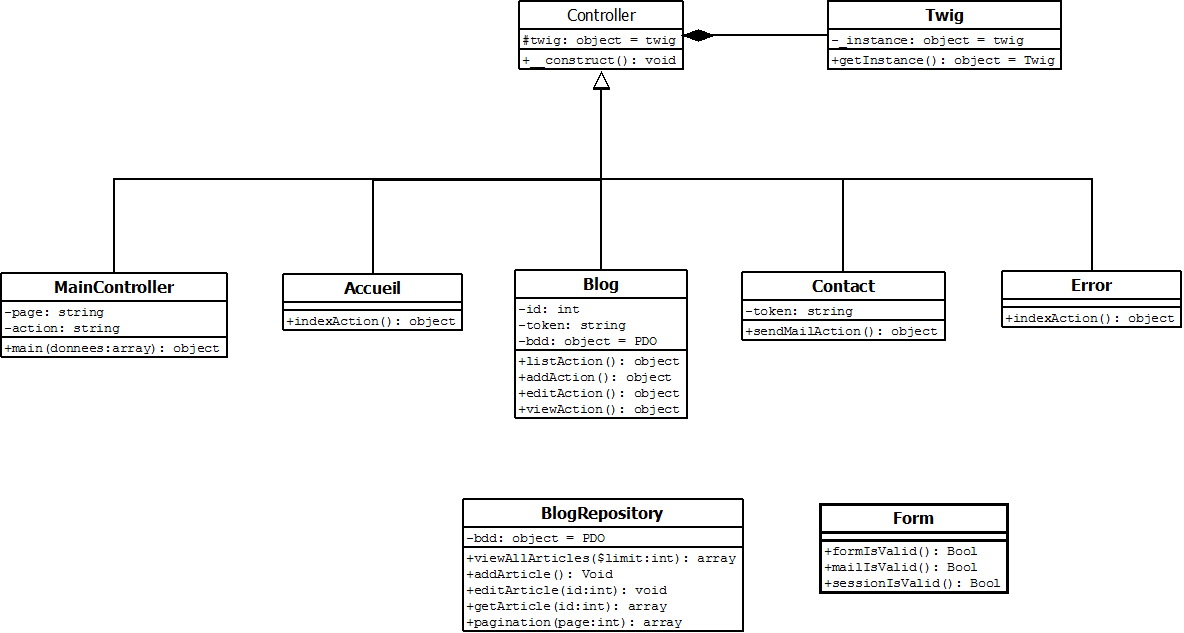 Controller
#twig: object = twig
+__construct(): void
Twig
-_instance: object = twig
+getInstance(): object = Twig
MainController
-page: string
-action: string
+main(donnees:array): object
Accueil
+indexAction(): object
Blog
-id: int
-token: string
-bdd: object = PDO
+listAction(): object
+addAction(): object
+editAction(): object
+viewAction(): object
Contact
-token: string
+sendMailAction(): object
Error
+indexAction(): object
BlogRepository
-bdd: object = PDO
+viewAllArticles($limit:int): array
+addArticle(): Void
+editArticle(id:int): void
+getArticle(id:int): array
+pagination(page:int): array
Form
+formIsValid(): Bool
+mailIsValid(): Bool
+sessionIsValid(): Bool